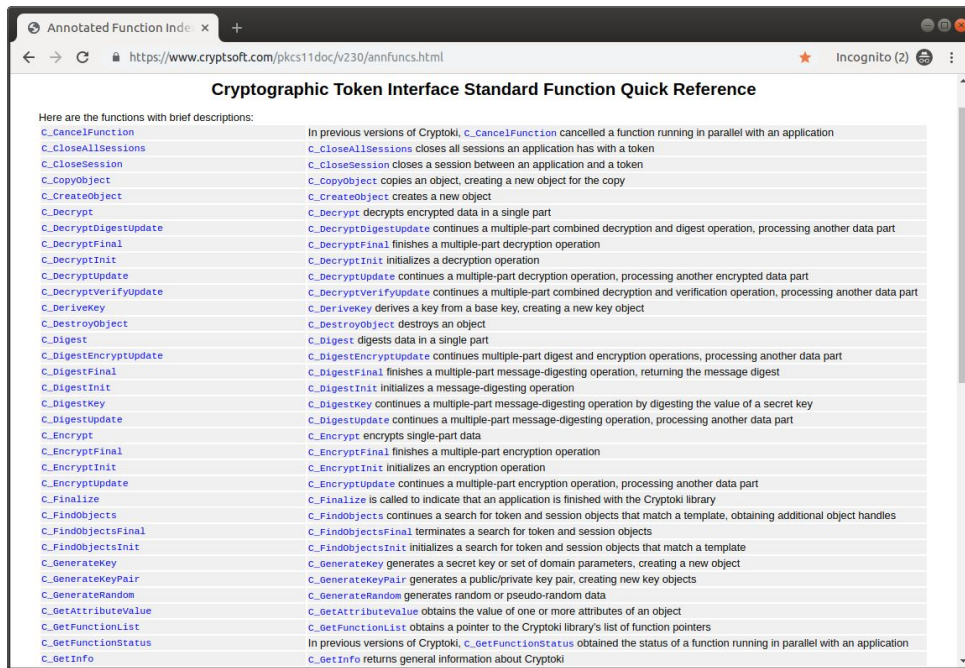 Annotated Function Inde
https://www.cryptsoft.com/pkcs11doc/v230/annfuncs.html
Incognito (2)
Cryptographic Token Interface Standard Function Quick Reference
Here are the functions with brief descriptions:
C_CancelFunction In previous versions of Cryptoki, C_CancelFunction cancelled a function running in parallel with an application
C_CloseAllSessions C_CloseAllSessions closes all sessions an application has with a token
C_CloseSession C_CloseSession closes a session between an application and a token
C_CopyObject C_CopyObject copies an object, creating a new object for the copy
C_CreateObject C_CreateObject creates a new object
C_Decrypt C_Decrypt decrypts encrypted data in a single part
C_DecryptDigestUpdate C_DecryptDigestUpdate continues a multiple-part combined decryption and digest operation, processing another data part
C_DecryptFinal C_DecryptFinal finishes a multiple-part decryption operation
C_DecryptInit C_DecryptInit initializes a decryption operation
C_DecryptUpdate C_DecryptUpdate continues a multiple-part decryption operation, processing another encrypted data part
C_DecryptVerifyUpdate C_DecryptVerifyUpdate continues a multiple-part combined decryption and verification operation, processing another data part
C_DeriveKey C_DeriveKey derives a key from a base key, creating a new key object
C_DestroyObject C_DestroyObject destroys an object
C_Digest C_Digest digests data in a single part
C_DigestEncryptUpdate C_DigestEncryptUpdate continues multiple-part digest and encryption operations, processing another data part
C_DigestFinal C_DigestFinal finishes a multiple-part message-digesting operation, returning the message digest
C_DigestInit C_DigestInit initializes a message-digesting operation
C_DigestKey C_DigestKey continues a multiple-part message-digesting operation by digesting the value of a secret key
C_DigestUpdate C_DigestUpdate continues a multiple-part message-digesting operation, processing another data part
C_Encrypt C_Encrypt encrypts single-part data
C_EncryptFinal C_EncryptFinal finishes a multiple-part encryption operation
C_EncryptInit C_EncryptInit initializes an encryption operation
C_EncryptUpdate C_EncryptUpdate continues a multiple-part encryption operation, processing another data part
C_Finalize C_Finalize is called to indicate that an application is finished with the Cryptoki library
C_FindObjects C_FindObjects continues a search for token and session objects that match a template, obtaining additional object handles
C_FindObjectsFinal C_FindObjectsFinal terminates a search for token and session objects
C_FindObjectsInit C_FindObjectsInit initializes a search for token and session objects that match a template
C_GenerateKey C_GenerateKey generates a secret key or set of domain parameters, creating a new object
C_GenerateKeyPair C_GenerateKeyPair generates a public/private key pair, creating new key objects
C_GenerateRandom C_GenerateRandom generates random or pseudo-random data
C_GetAttributeValue C_GetAttributeValue obtains the value of one or more attributes of an object
C_GetFunctionList C_GetFunctionList obtains a pointer to the Cryptoki library's list of function pointers
C_GetFunctionStatus In previous versions of Cryptoki, C_GetFunctionStatus obtained the status of a function running in parallel with an application
C_GetInfo C_GetInfo returns general information about Cryptoki